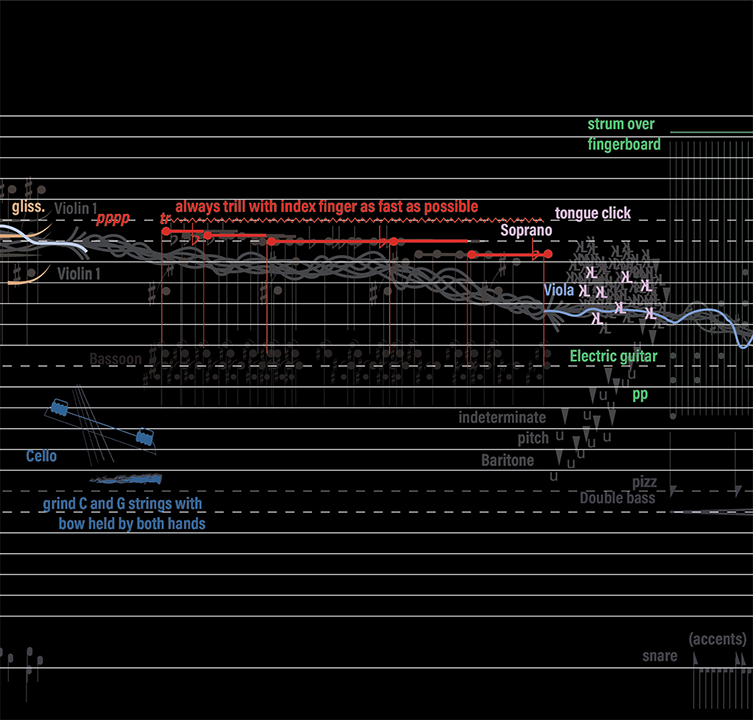 strum over
fingerboard
gliss.
Violin 1
pppp
tr
always trill with index finger as fast as possible
tongue click
Soprano
Violin 1
Viola
Bassoon
Electric guitar
pp
indeterminate
pitch
Baritone
u
u
u
u
u
u
u
u
Cello
grind C and G strings with
bow held by both hands
pizz
Double bass
(accents)
snare